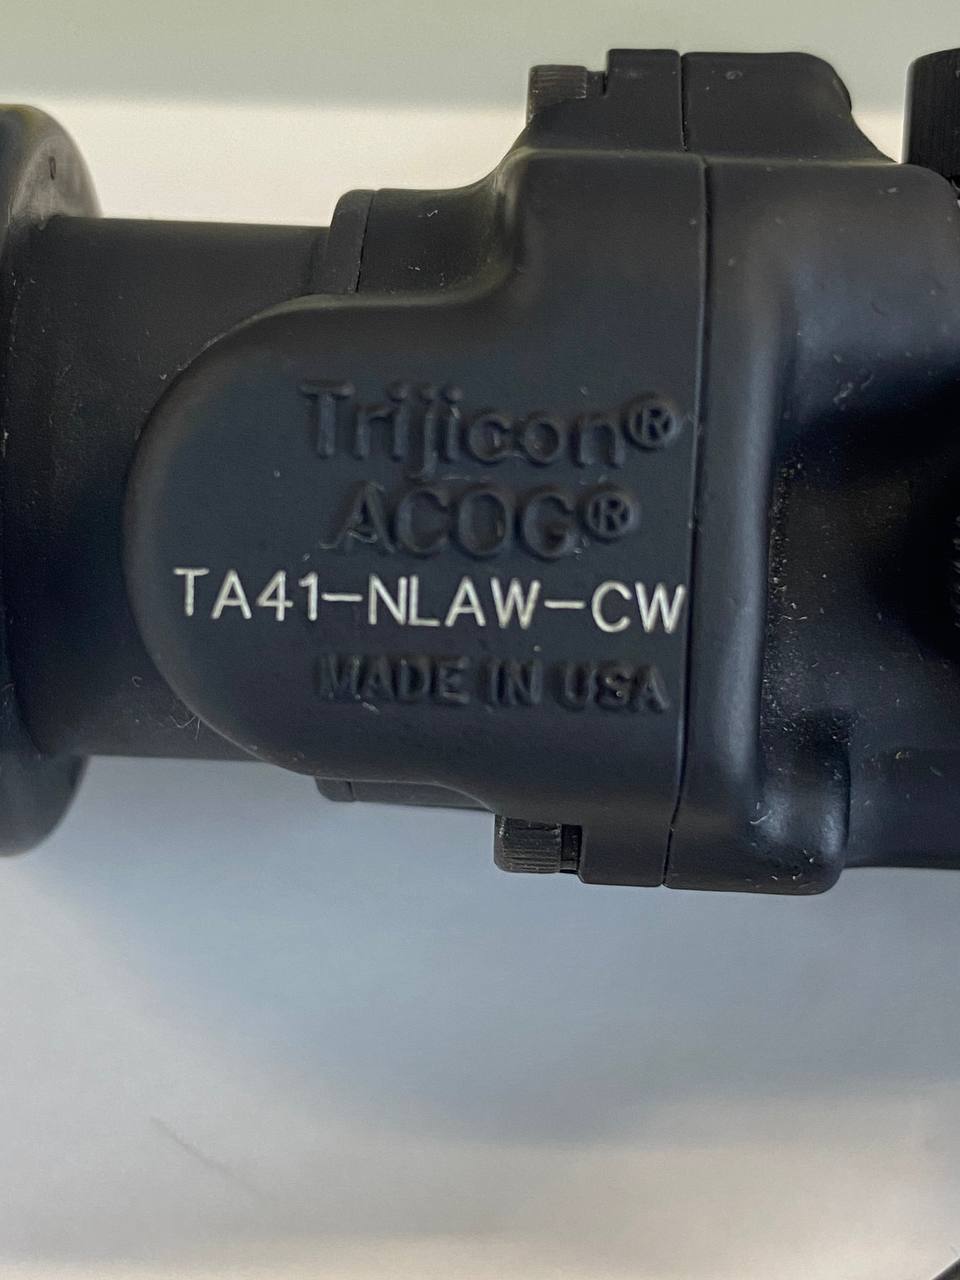 Trijicon®
ACOG®
TA41-NLAW-CW
MADE IN USA